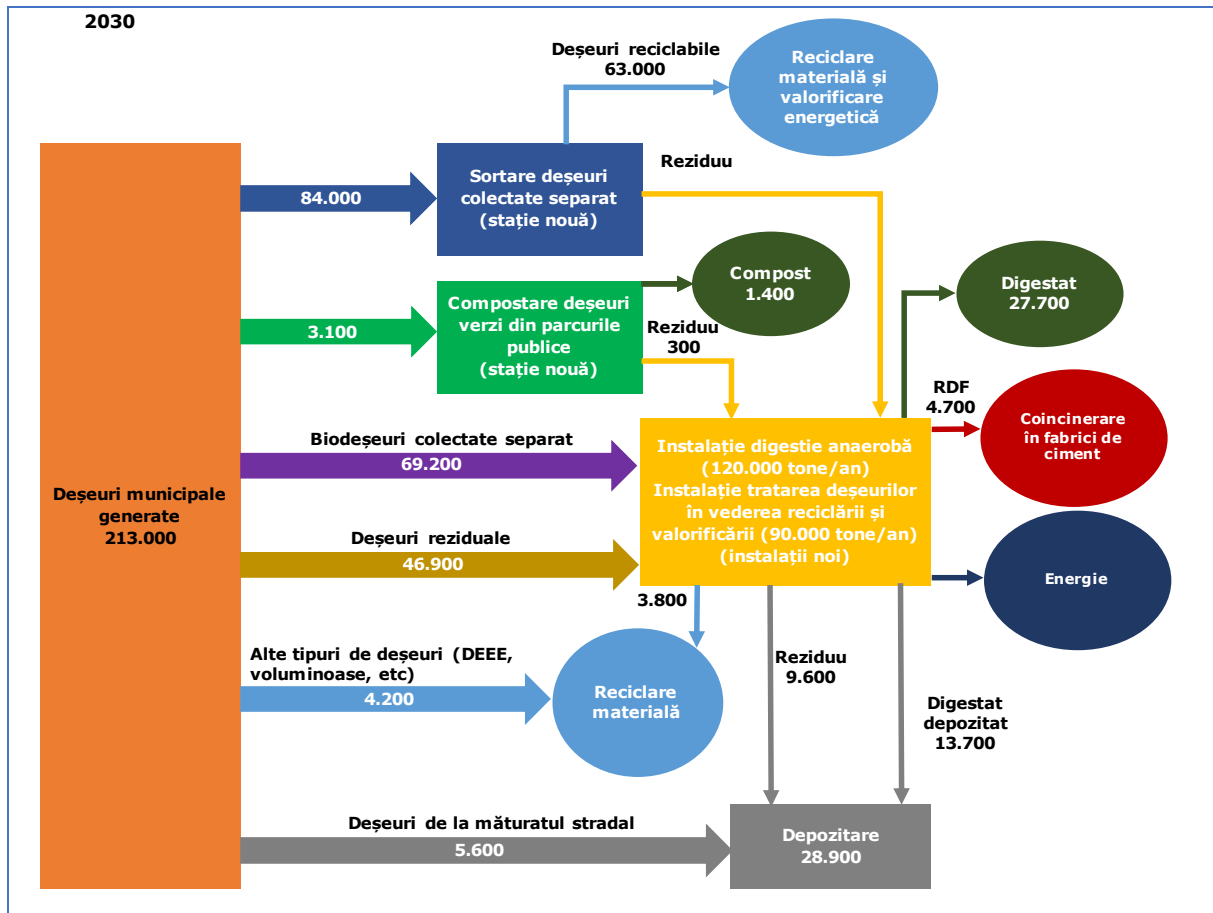 2030
Deșeuri reciclabile
63.000
Reciclare
materială și
valorificare
energetică
84.000
Sortare deșeuri
colectate separat
(stație nouă)
Reziduu
Compost
1.400
Digestat
27.700
3.100
Compostare deșeuri
verzi din parcurile
publice
(stație nouă)
Reziduu
300
RDF
4.700
Coincinerare
în fabrici de
ciment
Biodeșeuri colectate separat
69.200
Instalație digestie anaerobă
(120.000 tone/an)
Instalație tratarea deșeurilor
în vederea reciclării și
valorificării (90.000 tone/an)
(instalații noi)
Deșeuri municipale
generate
213.000
Deșeuri reziduale
46.900
Energie
3.800
Alte tipuri de deșeuri (DEEE,
voluminoase, etc)
4.200
Reciclare
materială
Reziduu
9.600
Digestat
depozitat
13.700
Deșeuri de la măturatul stradal
5.600
Depozitare
28.900